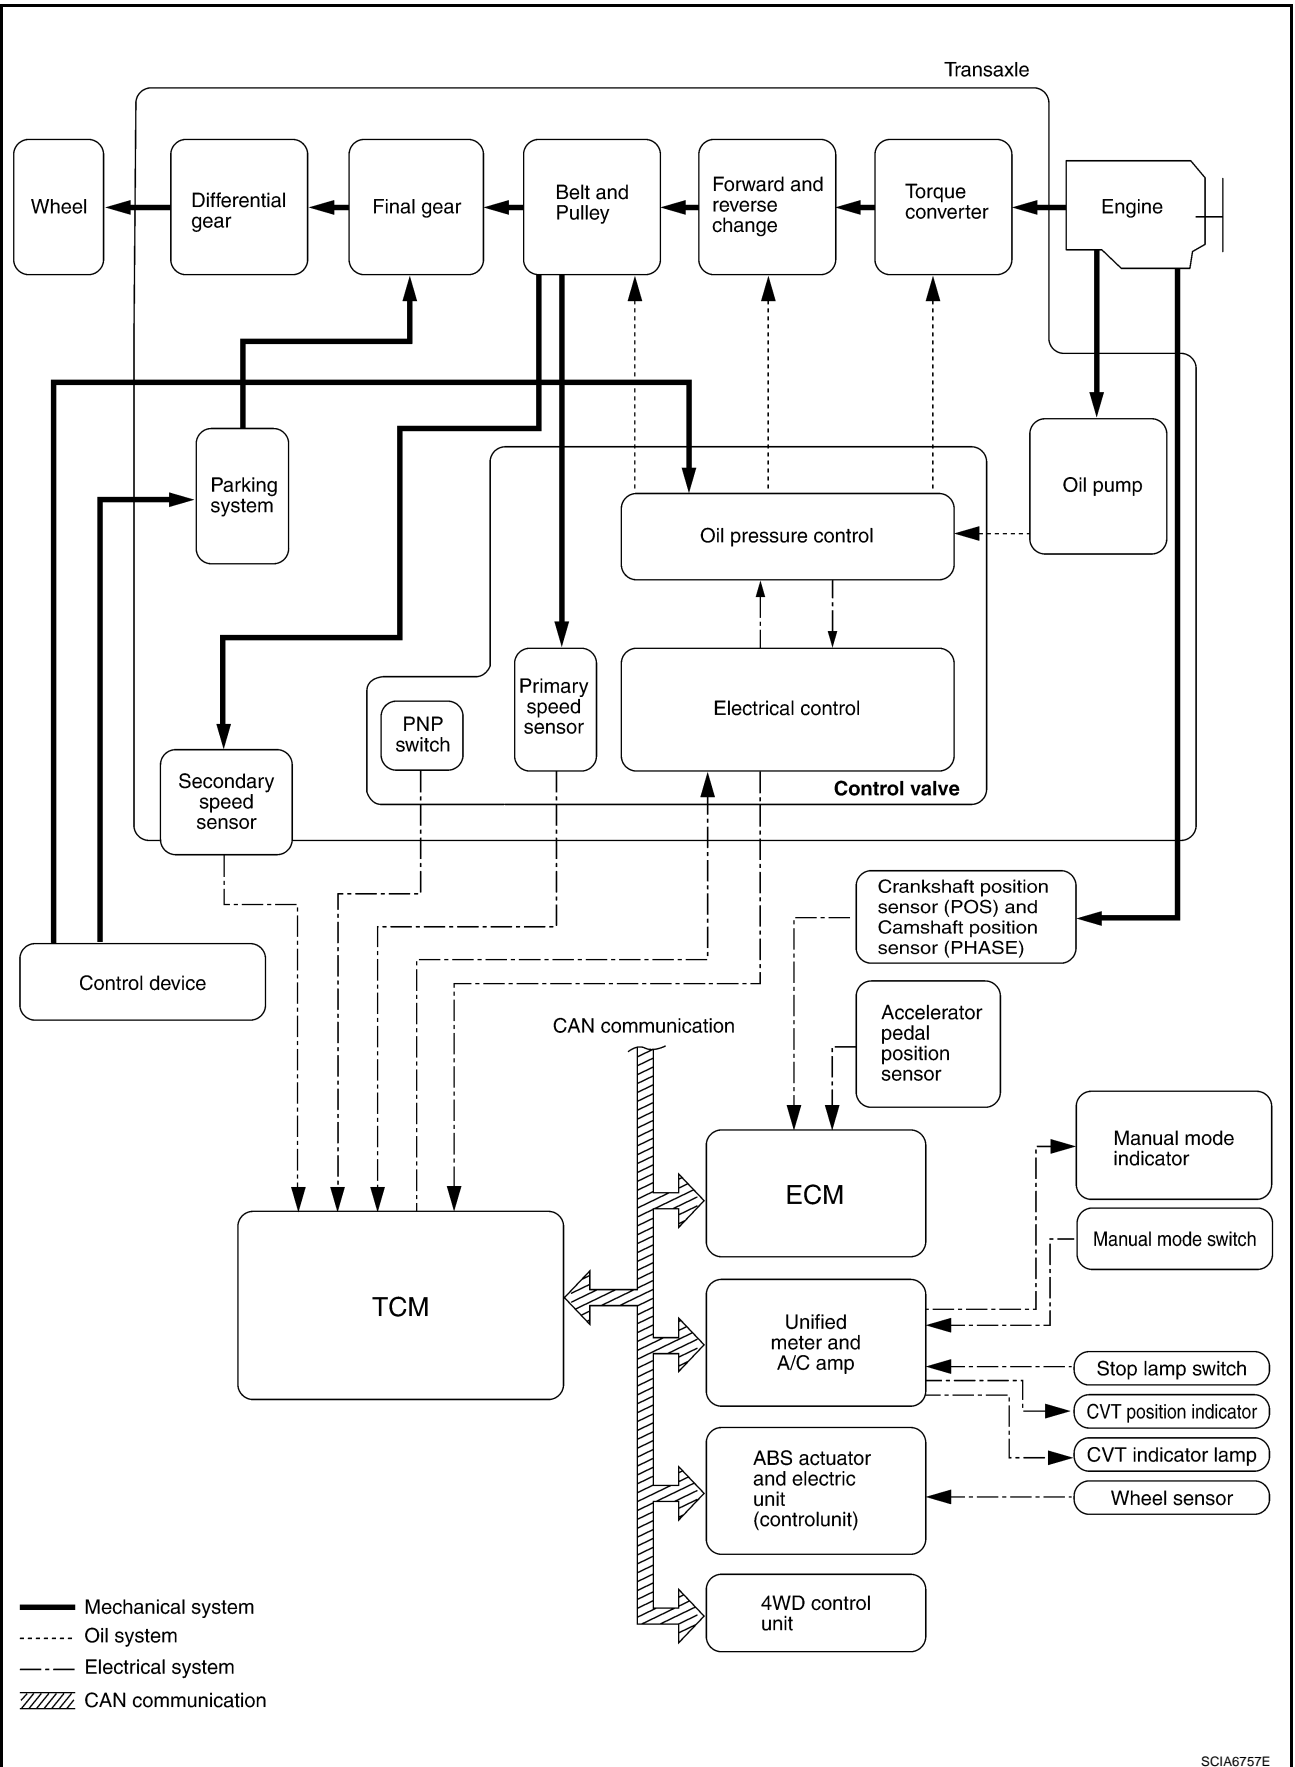 Transaxle
Wheel
Differential
gear
Final gear
Belt and
Pulley
Forward and
reverse
change
Torque
converter
Engine
Parking
system
Oil pump
Oil pressure control
Primary
speed
sensor
Electrical control
PNP
switch
Control valve
Secondary
speed
sensor
Crankshaft position
sensor (POS) and
Camshaft position
sensor (PHASE)
Control device
Accelerator
pedal
position
sensor
CAN communication
Manual mode
indicator
ECM
Manual mode switch
TCM
Unified
meter and
A/C amp
Stop lamp switch
CVT position indicator
CVT indicator lamp
ABS actuator
and electric
unit
(controlunit)
Wheel sensor
4WD control
unit
Mechanical system
Oil system
Electrical system
CAN communication
SCIA6757E